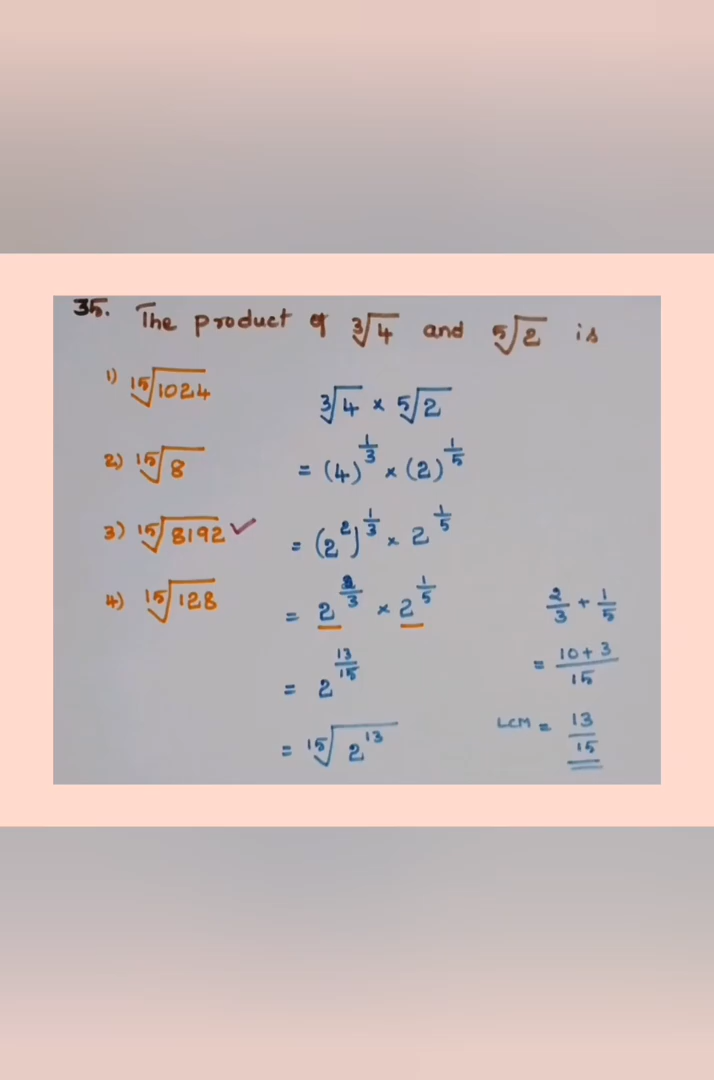 35. The product of ∛4 and ⁵√2 is
1) ¹⁵√1024
2) ¹⁵√8
3) ¹⁵√8192 ✓
4) ¹⁵√128
∛4 × ⁵√2
= (4)^(1/3) × (2)^(1/5)
= (2²)^(1/3) × 2^(1/5)
= 2^(2/3) × 2^(1/5)
= 2^(13/15)
= ¹⁵√2¹³
2/3 + 1/5
= (10+3)/15
LCM = 13/15